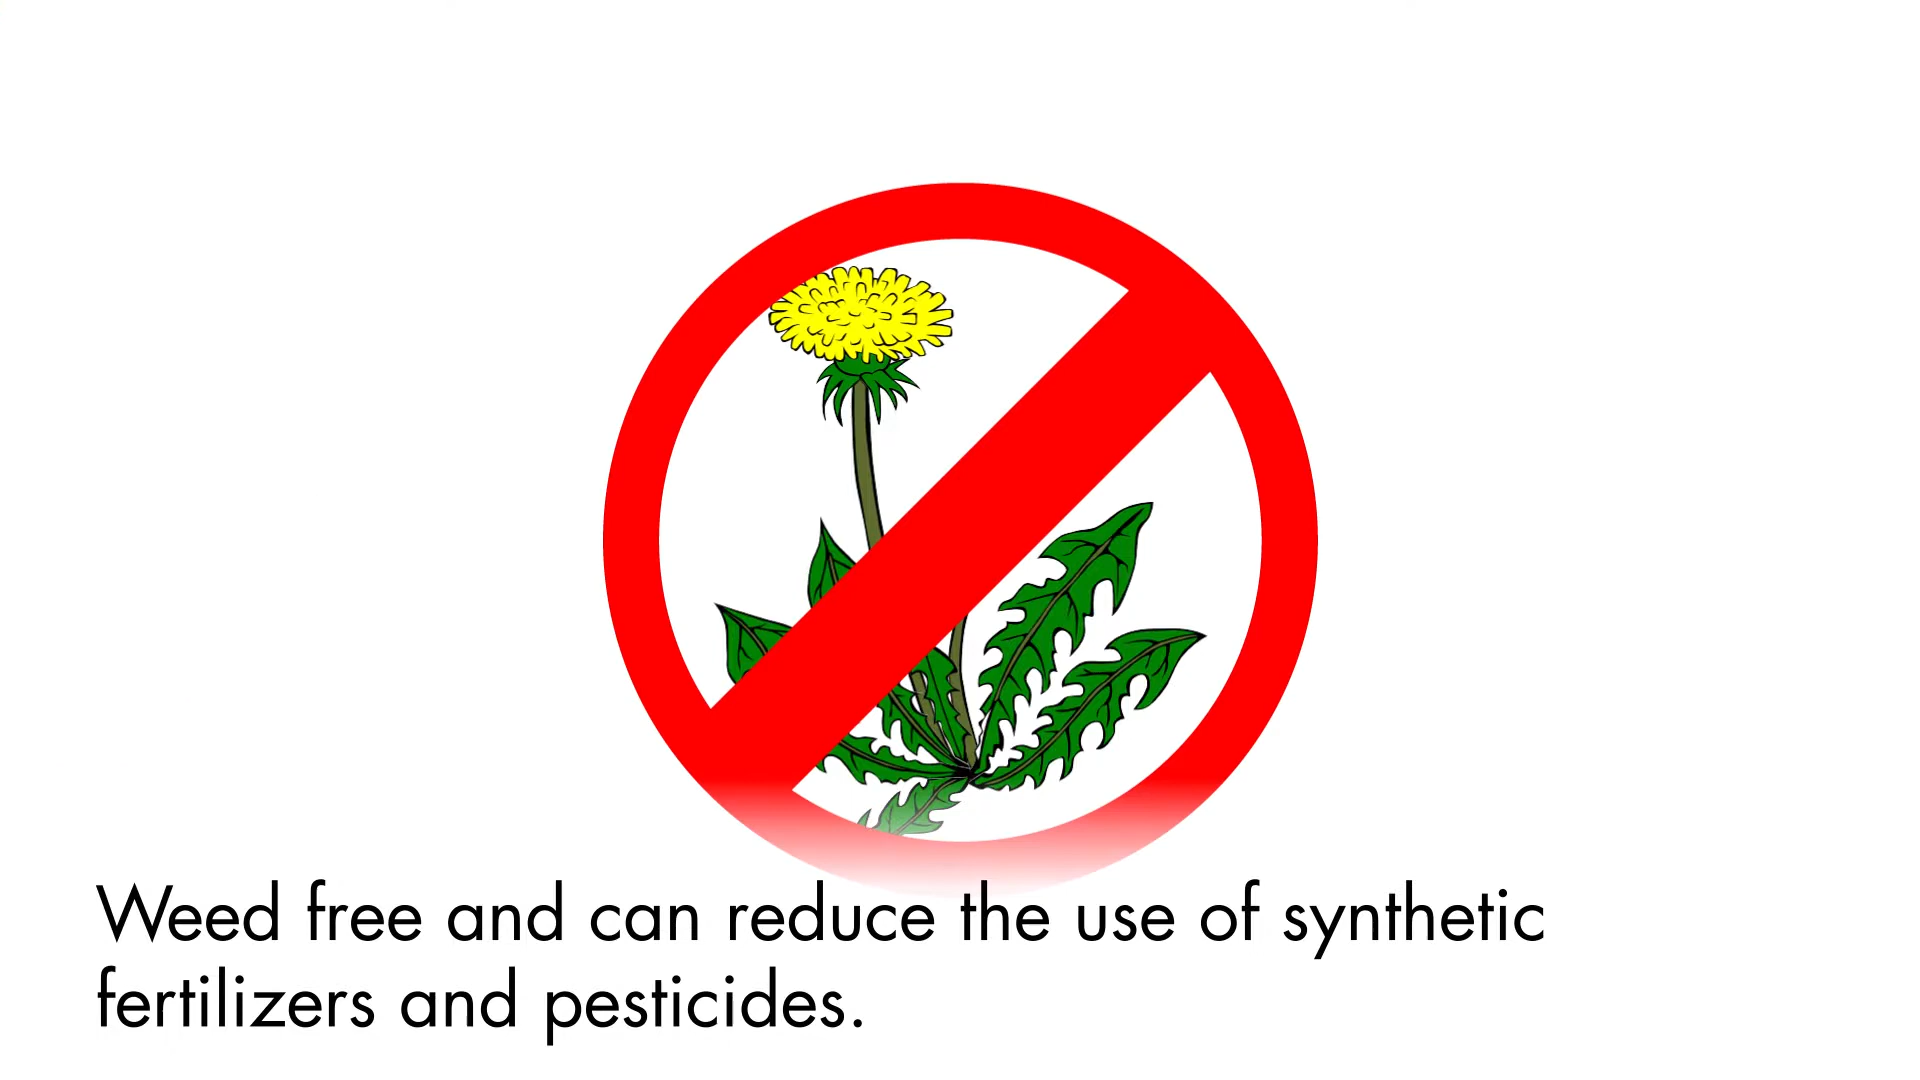 Weed free and can reduce the use of synthetic
fertilizers and pesticides.